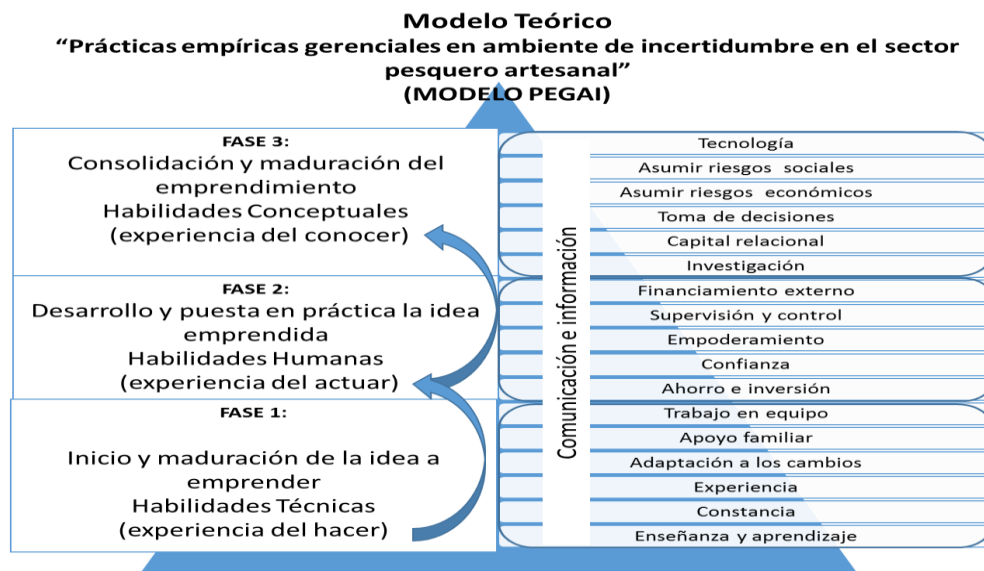 Modelo Teórico
“Prácticas empíricas gerenciales en ambiente de incertidumbre en el sector
pesquero artesanal”
(MODELO PEGAI)
FASE 3:
Consolidación y maduración del
emprendimiento
Habilidades Conceptuales
(experiencia del conocer)
FASE 2:
Desarrollo y puesta en práctica la idea
emprendida
Habilidades Humanas
(experiencia del actuar)
FASE 1:
Inicio y maduración de la idea a
emprender
Habilidades Técnicas
(experiencia del hacer)
Comunicación e información
Tecnología
Asumir riesgos sociales
Asumir riesgos económicos
Toma de decisiones
Capital relacional
Investigación
Financiamiento externo
Supervisión y control
Empoderamiento
Confianza
Ahorro e inversión
Trabajo en equipo
Apoyo familiar
Adaptación a los cambios
Experiencia
Constancia
Enseñanza y aprendizaje